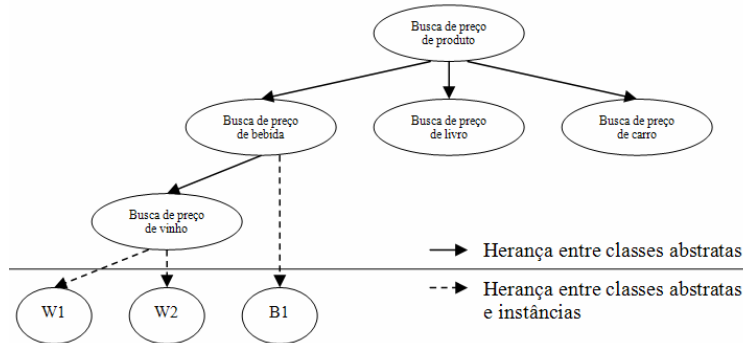 Busca de preço
de produto
Busca de preço
de bebida
Busca de preço
de livro
Busca de preço
de carro
Busca de preço
de vinho
Herança entre classes abstratas
W1
W2
B1
Herança entre classes abstratas
e instâncias